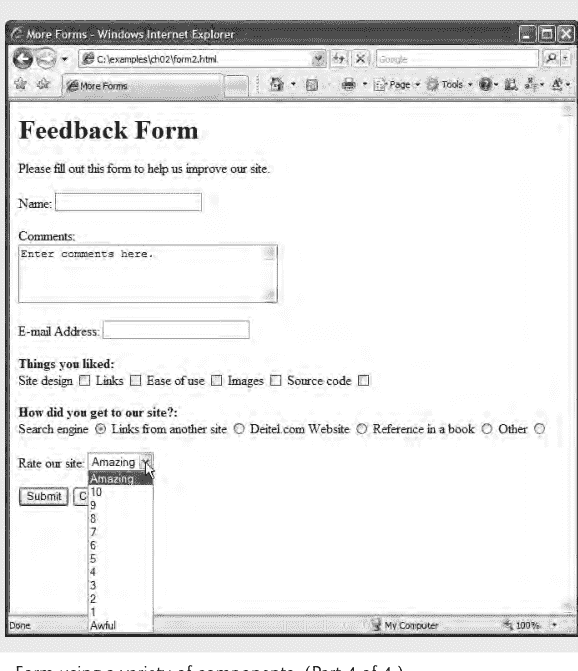 More Forms - Windows Internet Explorer
C:\examples\ch02\form2.html
Google
More Forms
Page
Tools
Feedback Form
Please fill out this form to help us improve our site.
Name:
Comments:
Enter comments here.
E-mail Address:
Things you liked:
Site design Links Ease of use Images Source code
How did you get to our site?:
Search engine Links from another site Deitel.com Website Reference in a book Other
Rate our site: Amazing
Amazing
Submit C 10
9
8
7
6
5
4
3
2
1
Awful
Done My Computer 100%
Form using a variety of components. (Part 4 of 4.)